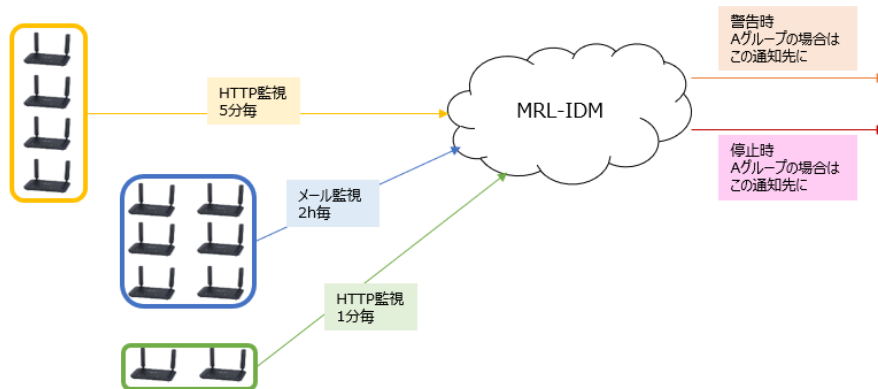 警告時
Aグループの場合は
この通知先に
HTTP監視
5分毎
MRL-IDM
停止時
Aグループの場合は
この通知先に
メール監視
2h毎
HTTP監視
1分毎